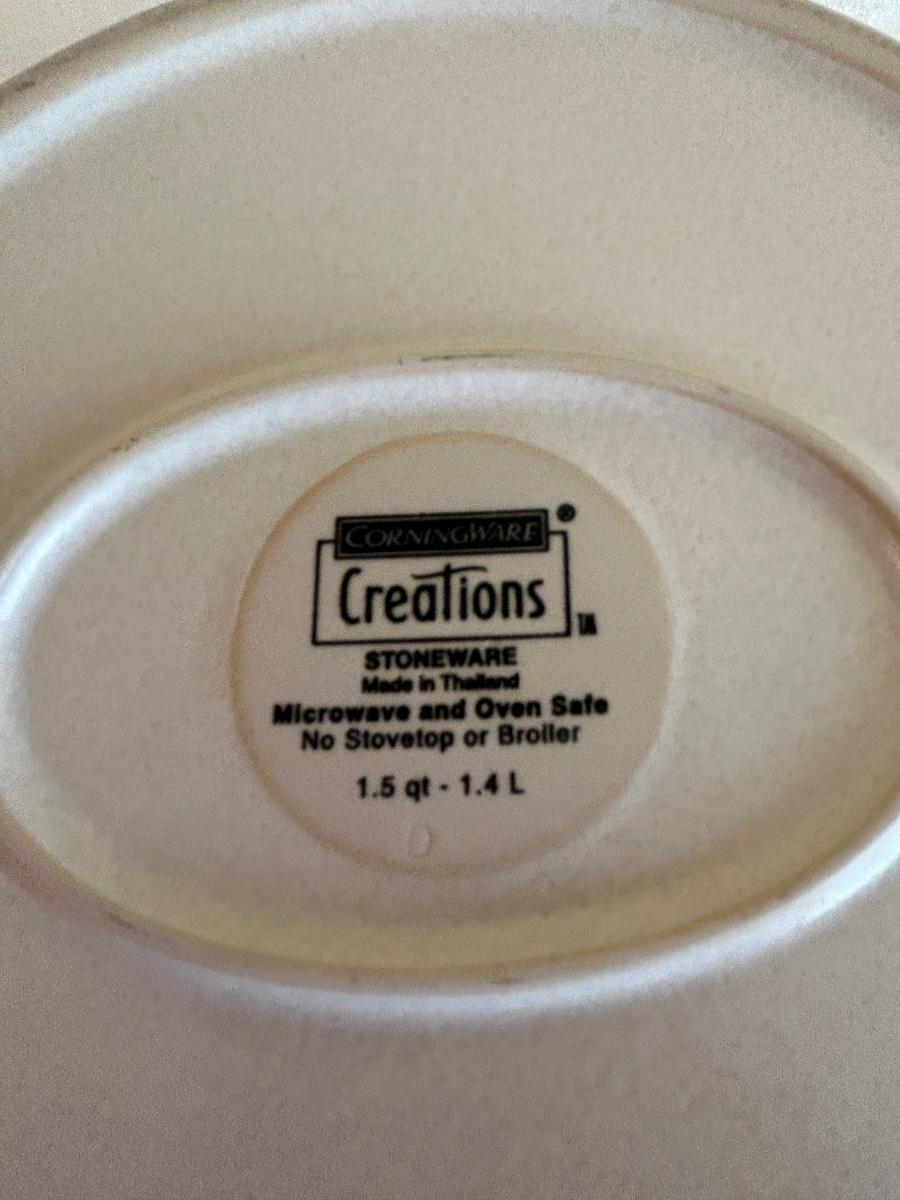 CORNINGWARE ®
Creations ™
STONEWARE
Made in Thailand
Microwave and Oven Safe
No Stovetop or Broiler
1.5 qt - 1.4 L